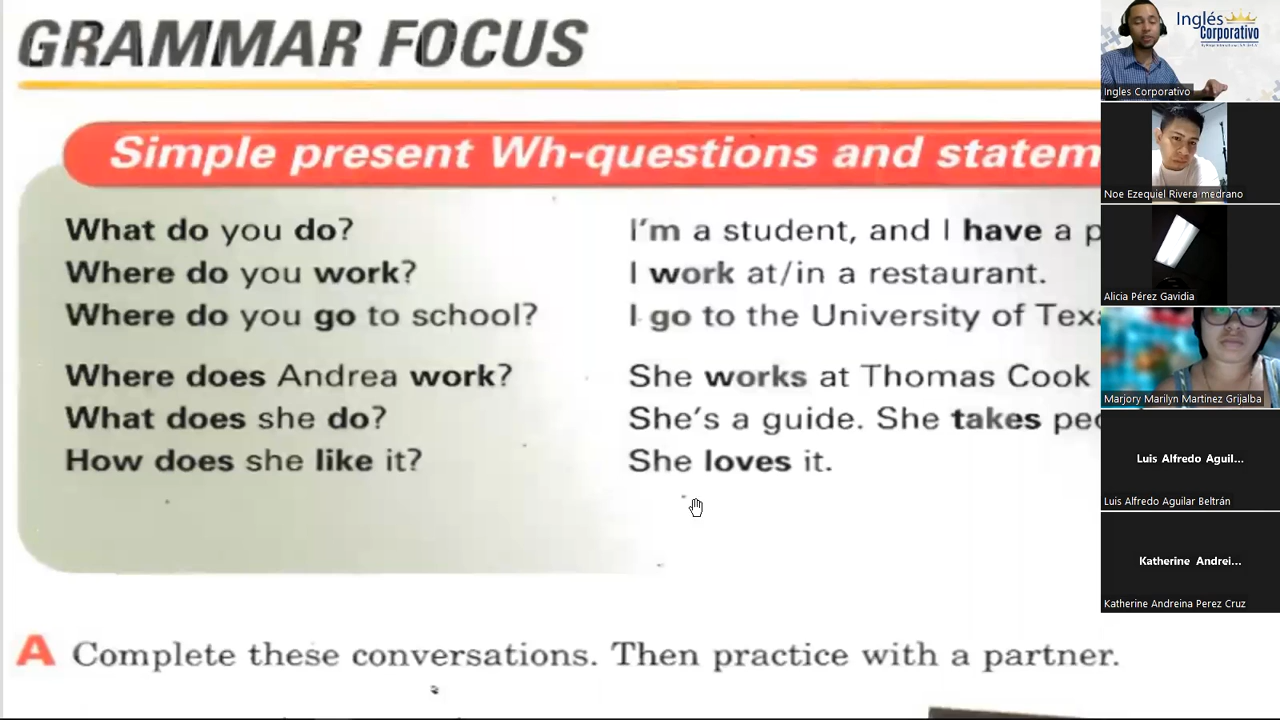 GRAMMAR FOCUS
Simple present Wh-questions and statem
What do you do?
I'm a student, and I have a p
Where do you work?
I work at/in a restaurant.
Where do you go to school?
I go to the University of Tex
Where does Andrea work?
She works at Thomas Cook
What does she do?
She's a guide. She takes peo
How does she like it?
She loves it.
A Complete these conversations. Then practice with a partner.
Inglés
Corporativo
Ingles Corporativo
Noe Ezequiel Rivera medrano
Alicia Pérez Gavidia
Marjory Marilyn Martinez Grijalba
Luis Alfredo Aguil...
Luis Alfredo Aguilar Beltrán
Katherine Andrei...
Katherine Andreina Perez Cruz